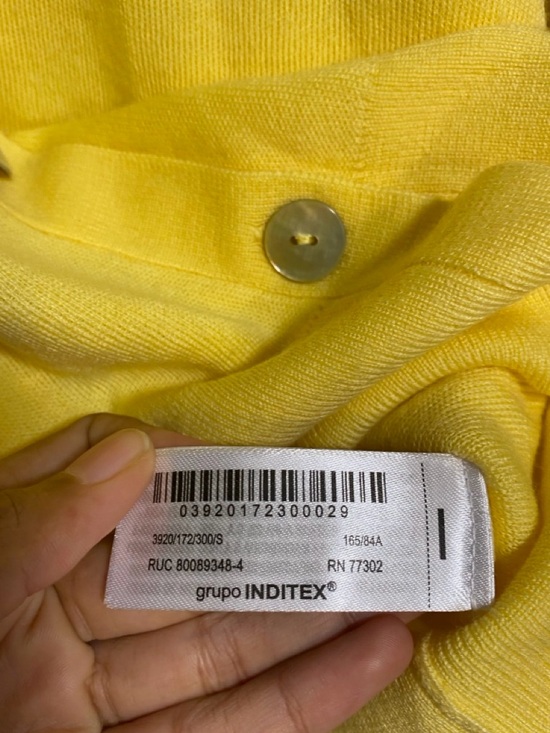 03920172300029
3920/172/300/S 165/84A
RUC 80089348-4 RN 77302
grupo INDITEX®